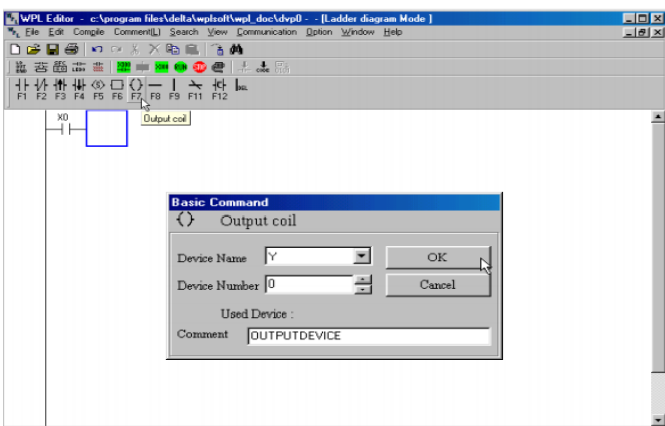 WPL Editor - c:\program files\delta\wplsoft\wpl_doc\dvp0 - - [Ladder diagram Mode ]
File Edit Compile Comment(L) Search View Communication Option Window Help
F1 F2 F3 F4 F5 F6 F7 F8 F9 F11 F12
X0
Output coil
Basic Command
Output coil
Device Name Y OK
Device Number 0 Cancel
Used Device :
Comment OUTPUTDEVICE